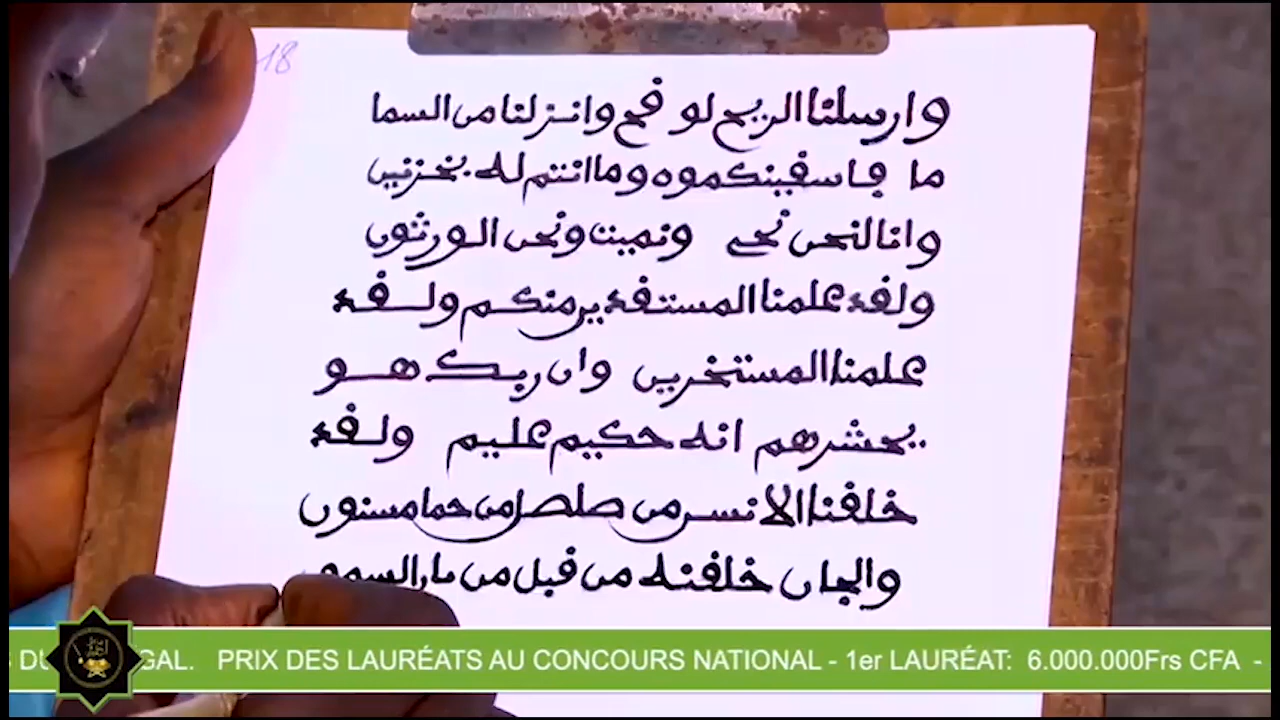 18
وارسلنا الريح لوفح وانزلنا من السما
ما فاسفينكموه وما انتم له بخزنين
وانا لنحن نحے ونميت ونحن الورثون
ولفد علمنا المستفدمين منكم ولفد
علمنا المستخرين وان ربك هو
يحشرهم انه حكيم عليم ولفد
خلفنا الانسن من صلصل من حما مسنون
والجان خلفنه من فبل من نار السموم
DU GAL. PRIX DES LAURÉATS AU CONCOURS NATIONAL - 1er LAURÉAT: 6.000.000Frs CFA -